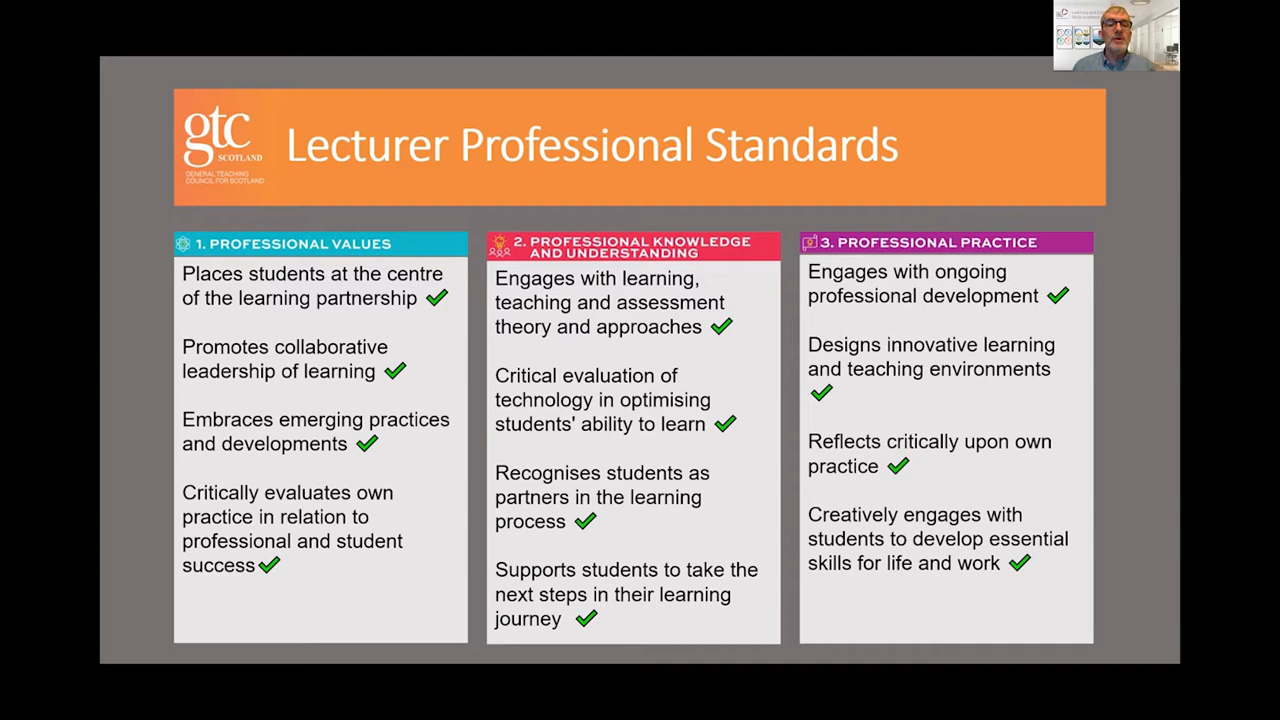 gtc
SCOTLAND
GENERAL TEACHING
COUNCIL FOR SCOTLAND
Lecturer Professional Standards
1. PROFESSIONAL VALUES
Places students at the centre
of the learning partnership
Promotes collaborative
leadership of learning
Embraces emerging practices
and developments
Critically evaluates own
practice in relation to
professional and student
success
2. PROFESSIONAL KNOWLEDGE
AND UNDERSTANDING
Engages with learning,
teaching and assessment
theory and approaches
Critical evaluation of
technology in optimising
students' ability to learn
Recognises students as
partners in the learning
process
Supports students to take the
next steps in their learning
journey
3. PROFESSIONAL PRACTICE
Engages with ongoing
professional development
Designs innovative learning
and teaching environments
Reflects critically upon own
practice
Creatively engages with
students to develop essential
skills for life and work